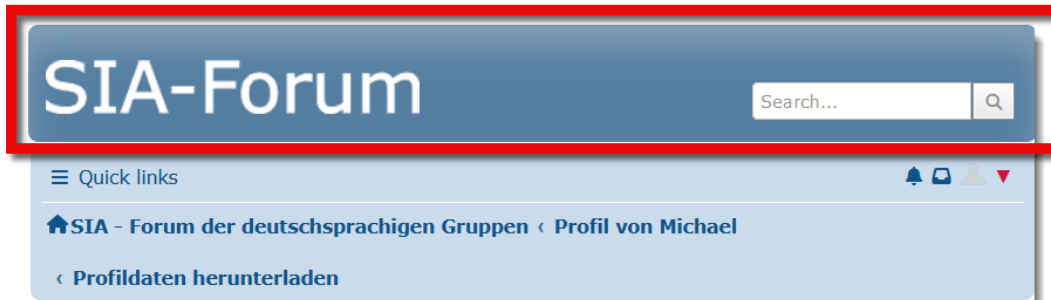 SIA-Forum
Search...
Quick links
SIA - Forum der deutschsprachigen Gruppen ‹ Profil von Michael
‹ Profildaten herunterladen